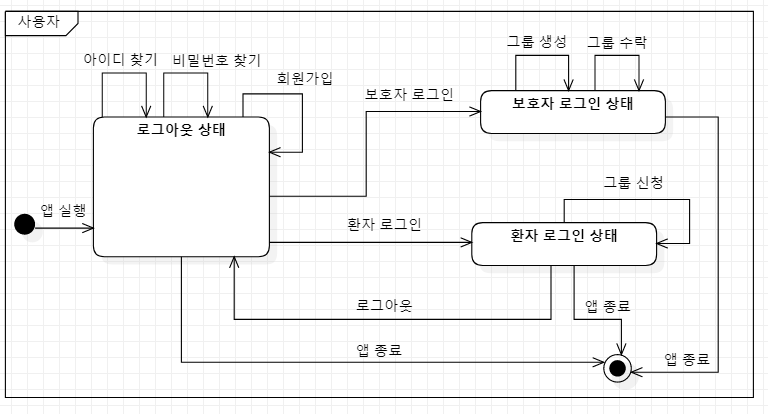 사용자
아이디 찾기
비밀번호 찾기
회원가입
그룹 생성
그룹 수락
보호자 로그인
보호자 로그인 상태
로그아웃 상태
앱 실행
환자 로그인
그룹 신청
환자 로그인 상태
로그아웃
앱 종료
앱 종료
앱 종료